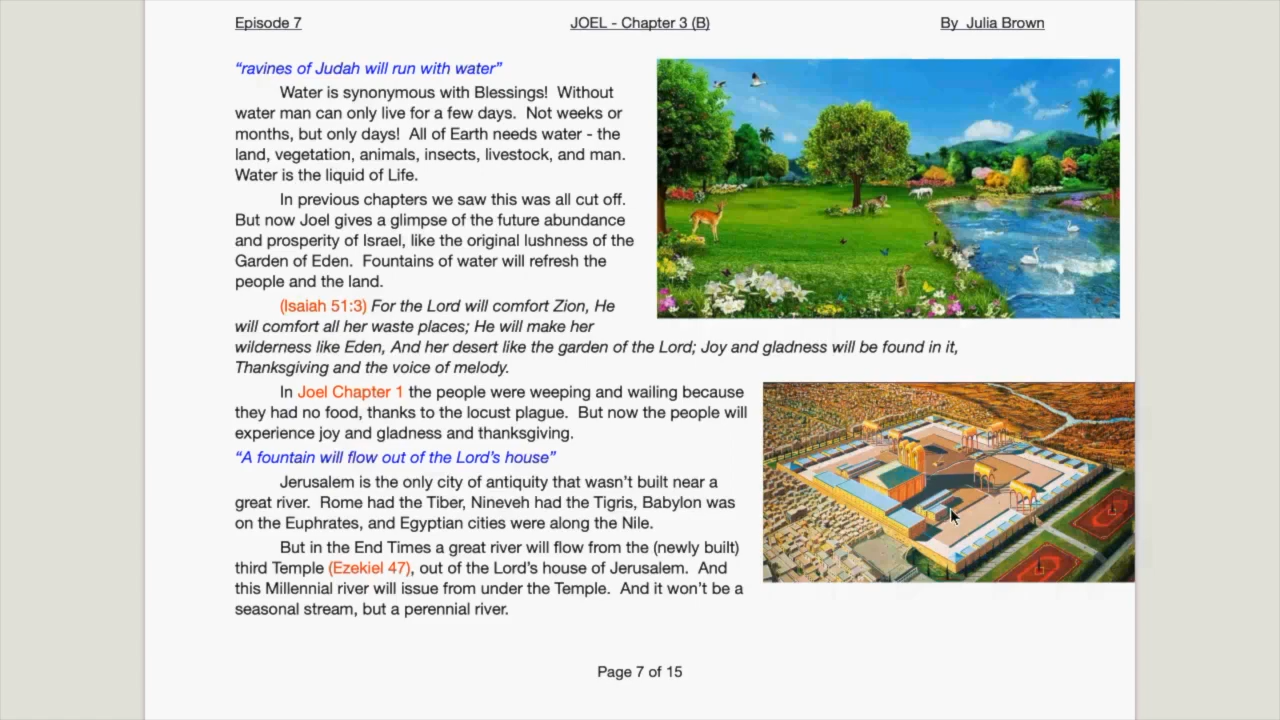 Episode 7
JOEL - Chapter 3 (B)
By  Julia Brown
“ravines of Judah will run with water”
Water is synonymous with Blessings!  Without
water man can only live for a few days.  Not weeks or
months, but only days!  All of Earth needs water - the
land, vegetation, animals, insects, livestock, and man.
Water is the liquid of Life.
In previous chapters we saw this was all cut off.
But now Joel gives a glimpse of the future abundance
and prosperity of Israel, like the original lushness of the
Garden of Eden.  Fountains of water will refresh the
people and the land.
(Isaiah 51:3) For the Lord will comfort Zion, He
will comfort all her waste places; He will make her
wilderness like Eden, And her desert like the garden of the Lord; Joy and gladness will be found in it,
Thanksgiving and the voice of melody.
In Joel Chapter 1 the people were weeping and wailing because
they had no food, thanks to the locust plague.  But now the people will
experience joy and gladness and thanksgiving.
“A fountain will flow out of the Lord’s house”
Jerusalem is the only city of antiquity that wasn’t built near a
great river.  Rome had the Tiber, Nineveh had the Tigris, Babylon was
on the Euphrates, and Egyptian cities were along the Nile.
But in the End Times a great river will flow from the (newly built)
third Temple (Ezekiel 47), out of the Lord’s house of Jerusalem.  And
this Millennial river will issue from under the Temple.  And it won’t be a
seasonal stream, but a perennial river.
Page 7 of 15